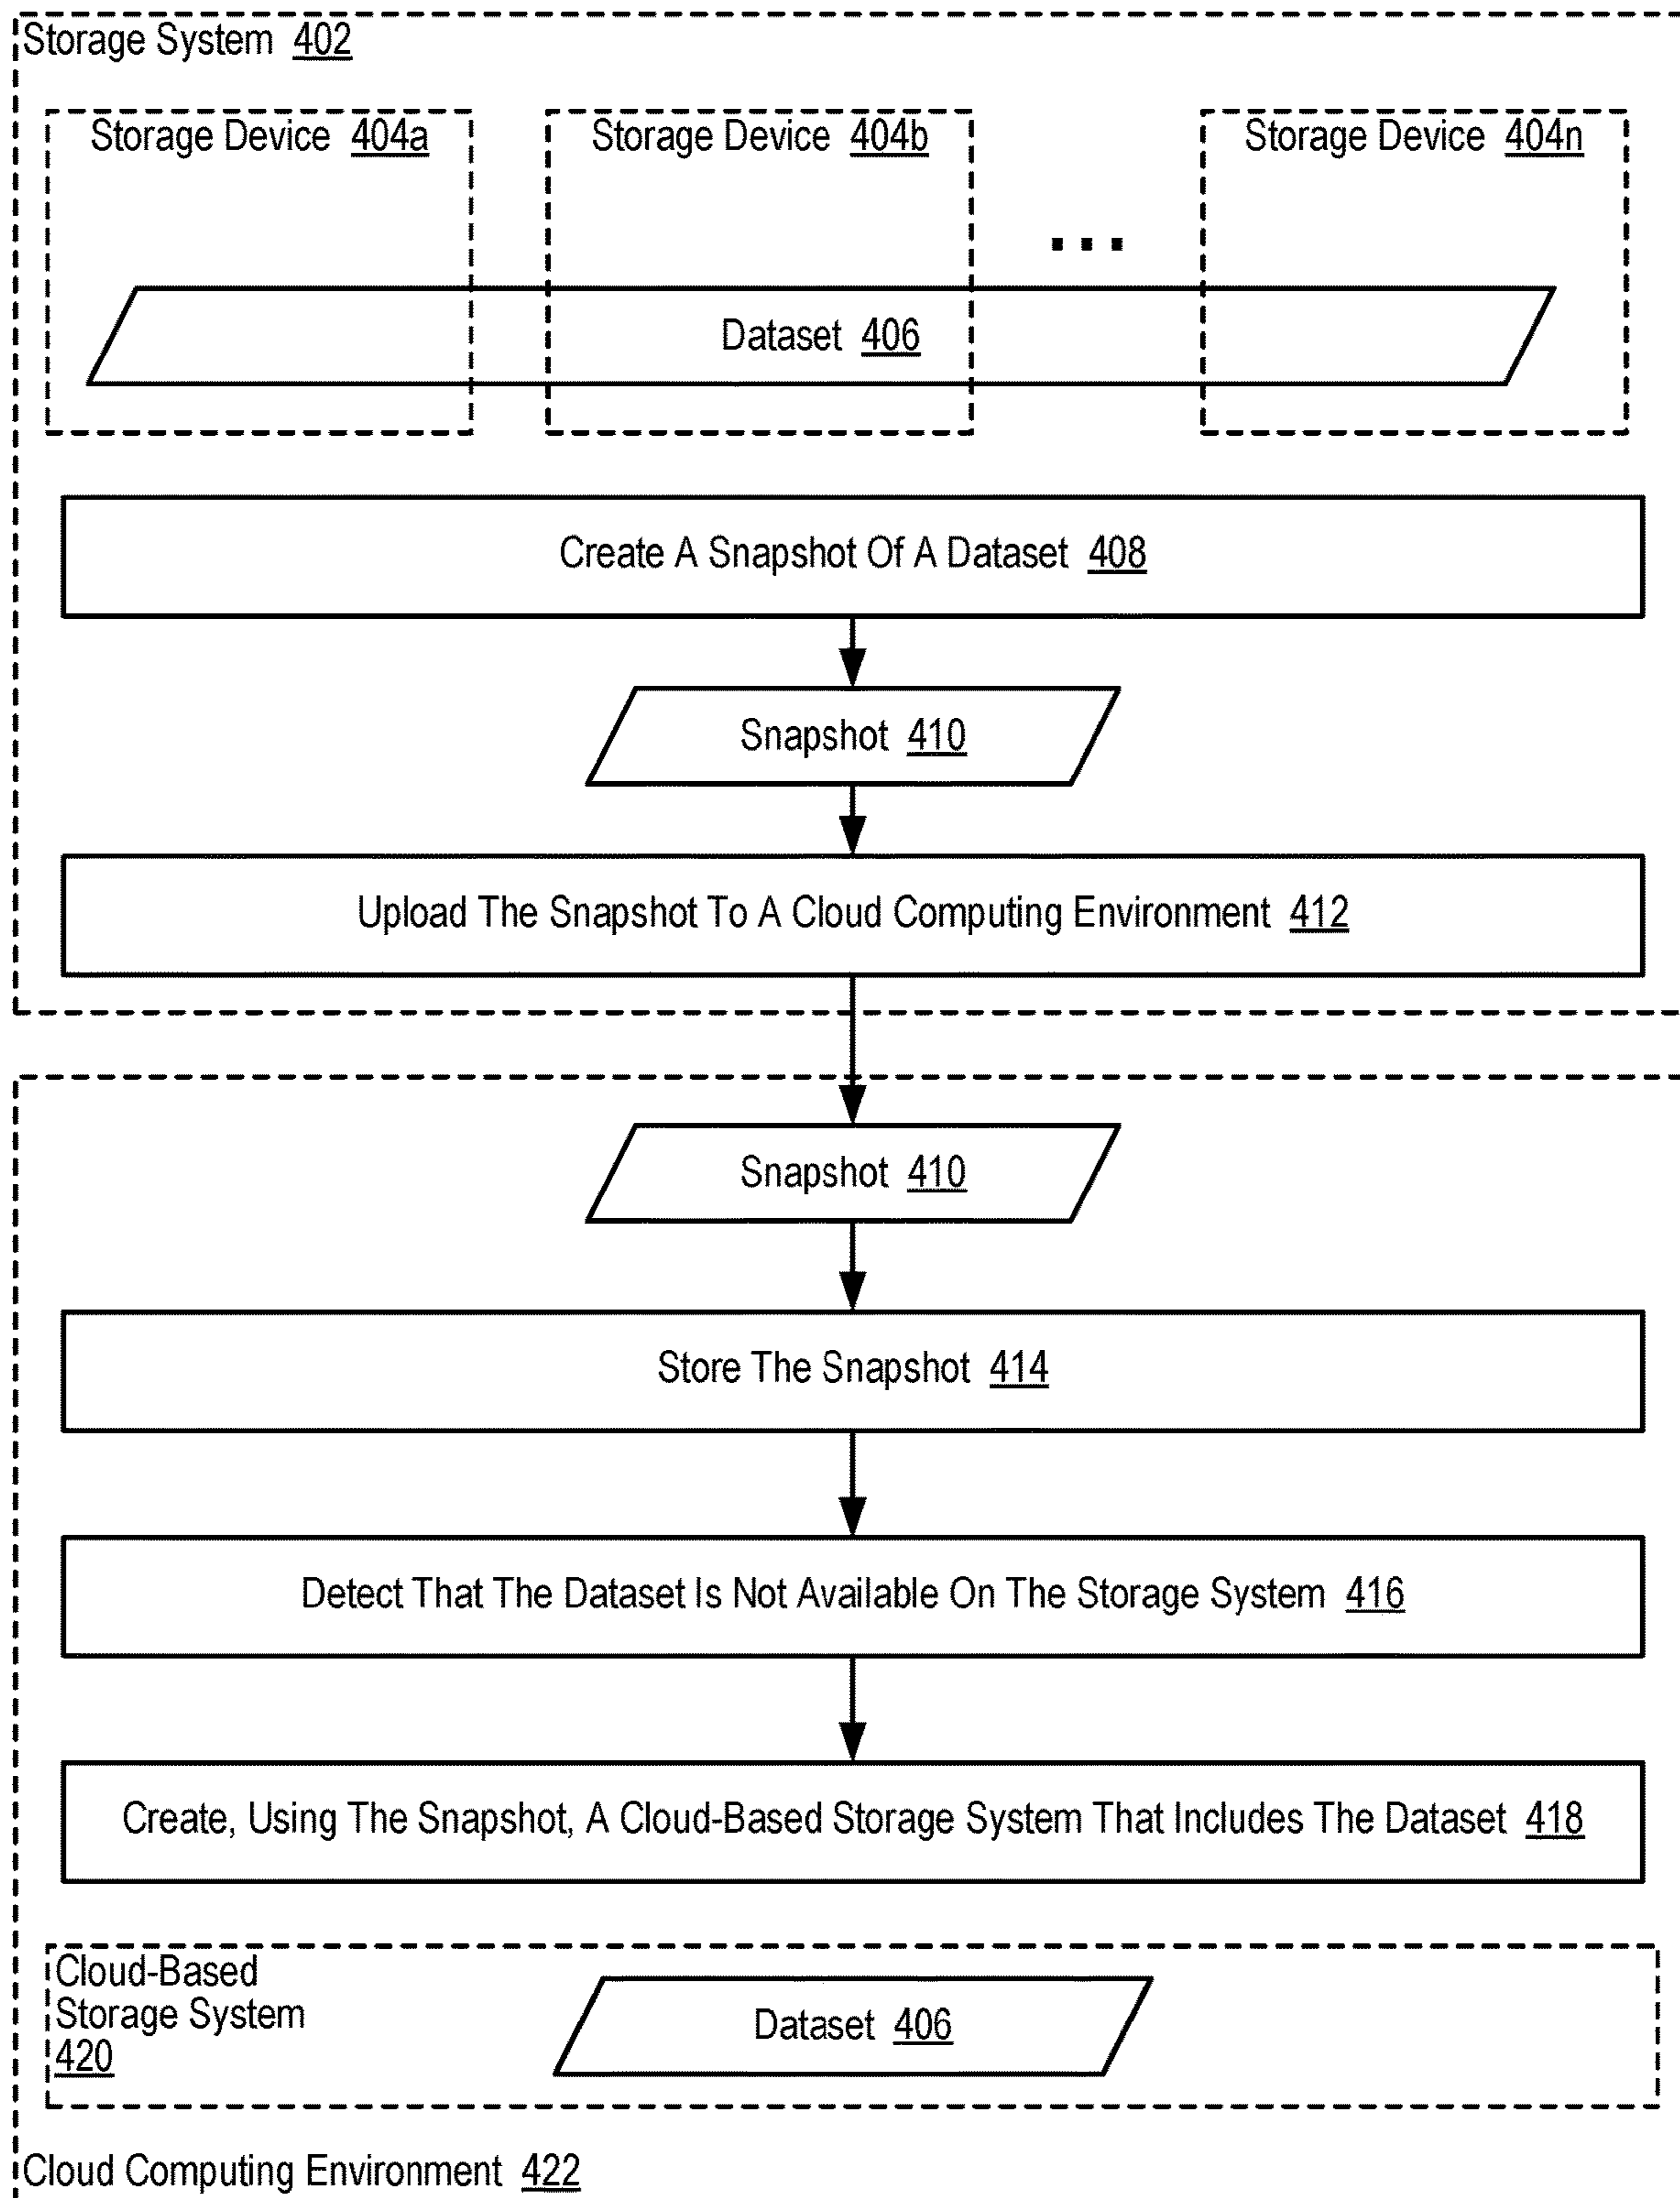 Storage System 402
Storage Device 404a
Storage Device 404b
Storage Device 404n
...
Dataset 406
Create A Snapshot Of A Dataset 408
Snapshot 410
Upload The Snapshot To A Cloud Computing Environment 412
Snapshot 410
Store The Snapshot 414
Detect That The Dataset Is Not Available On The Storage System 416
Create, Using The Snapshot, A Cloud-Based Storage System That Includes The Dataset 418
Cloud-Based
Storage System
420
Dataset 406
Cloud Computing Environment 422